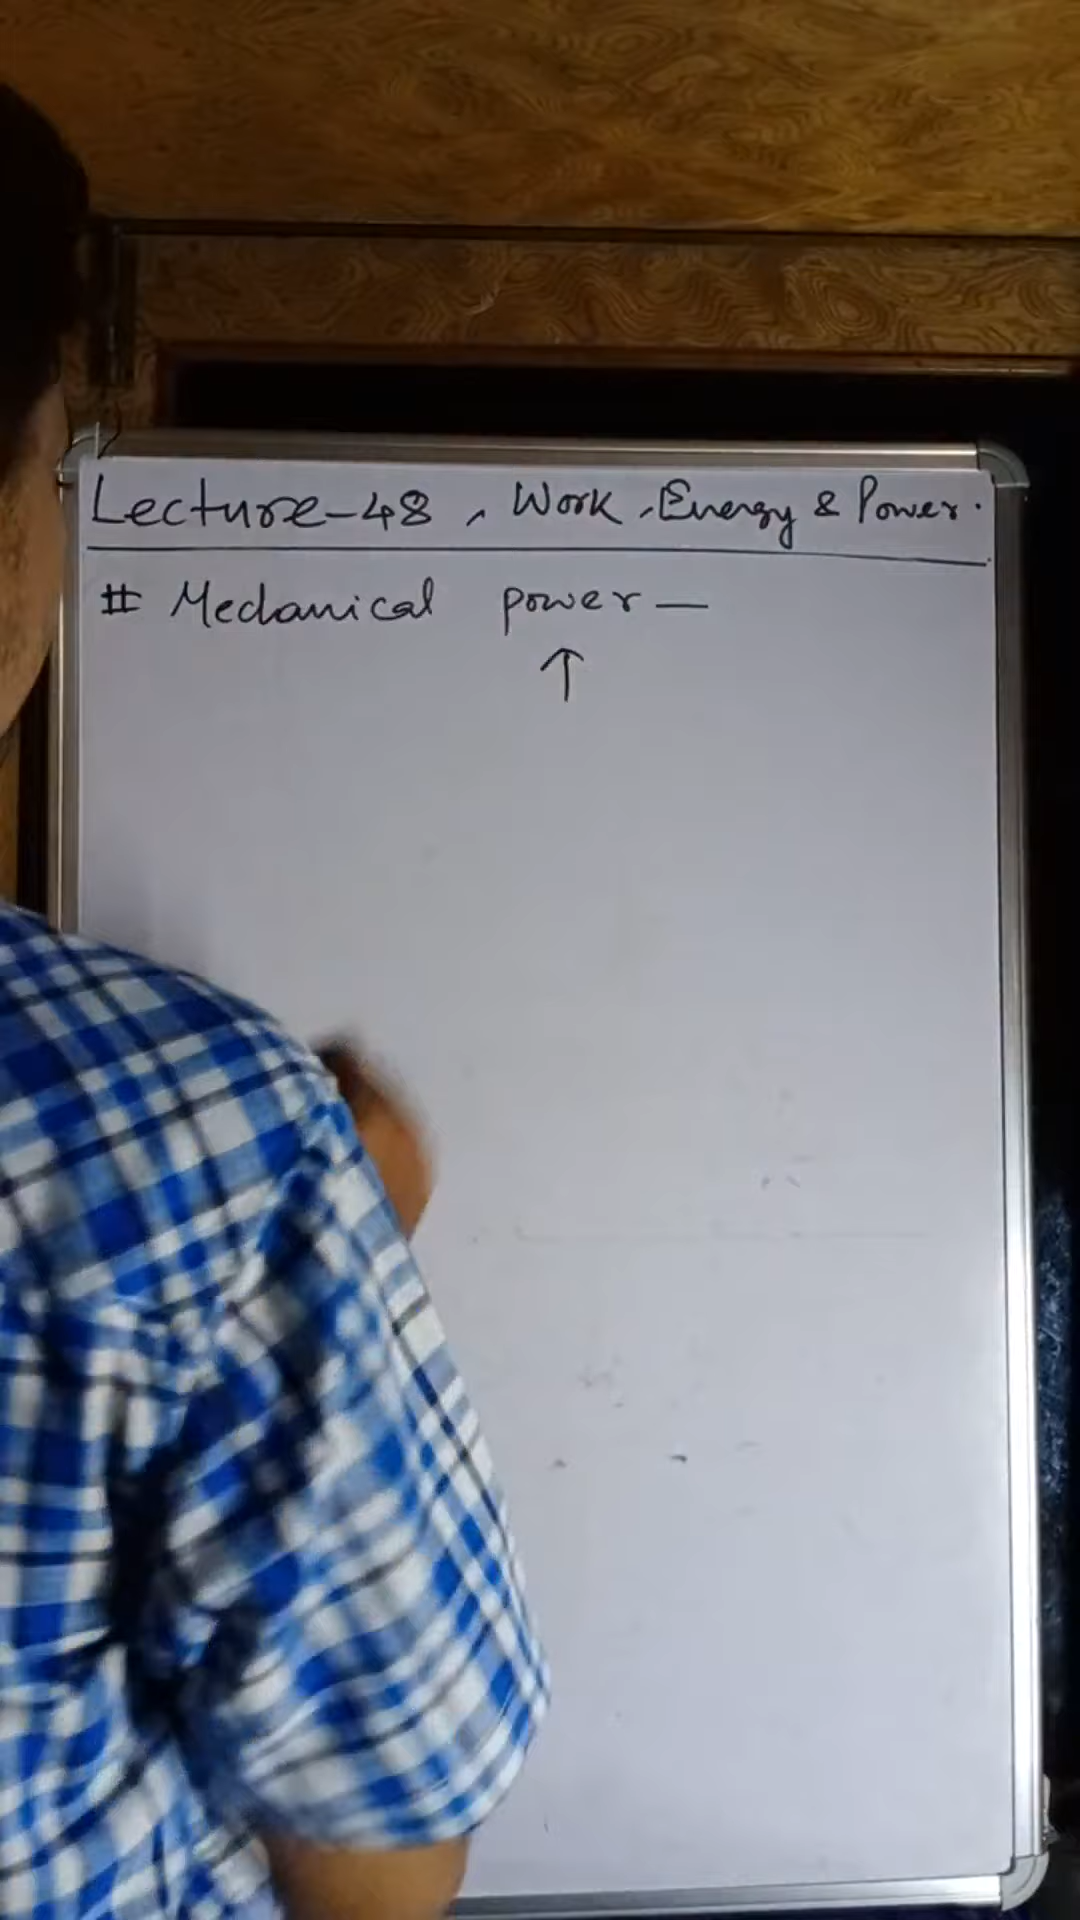 Lecture-48, Work, Energy & Power.
# Mechanical power —
↑